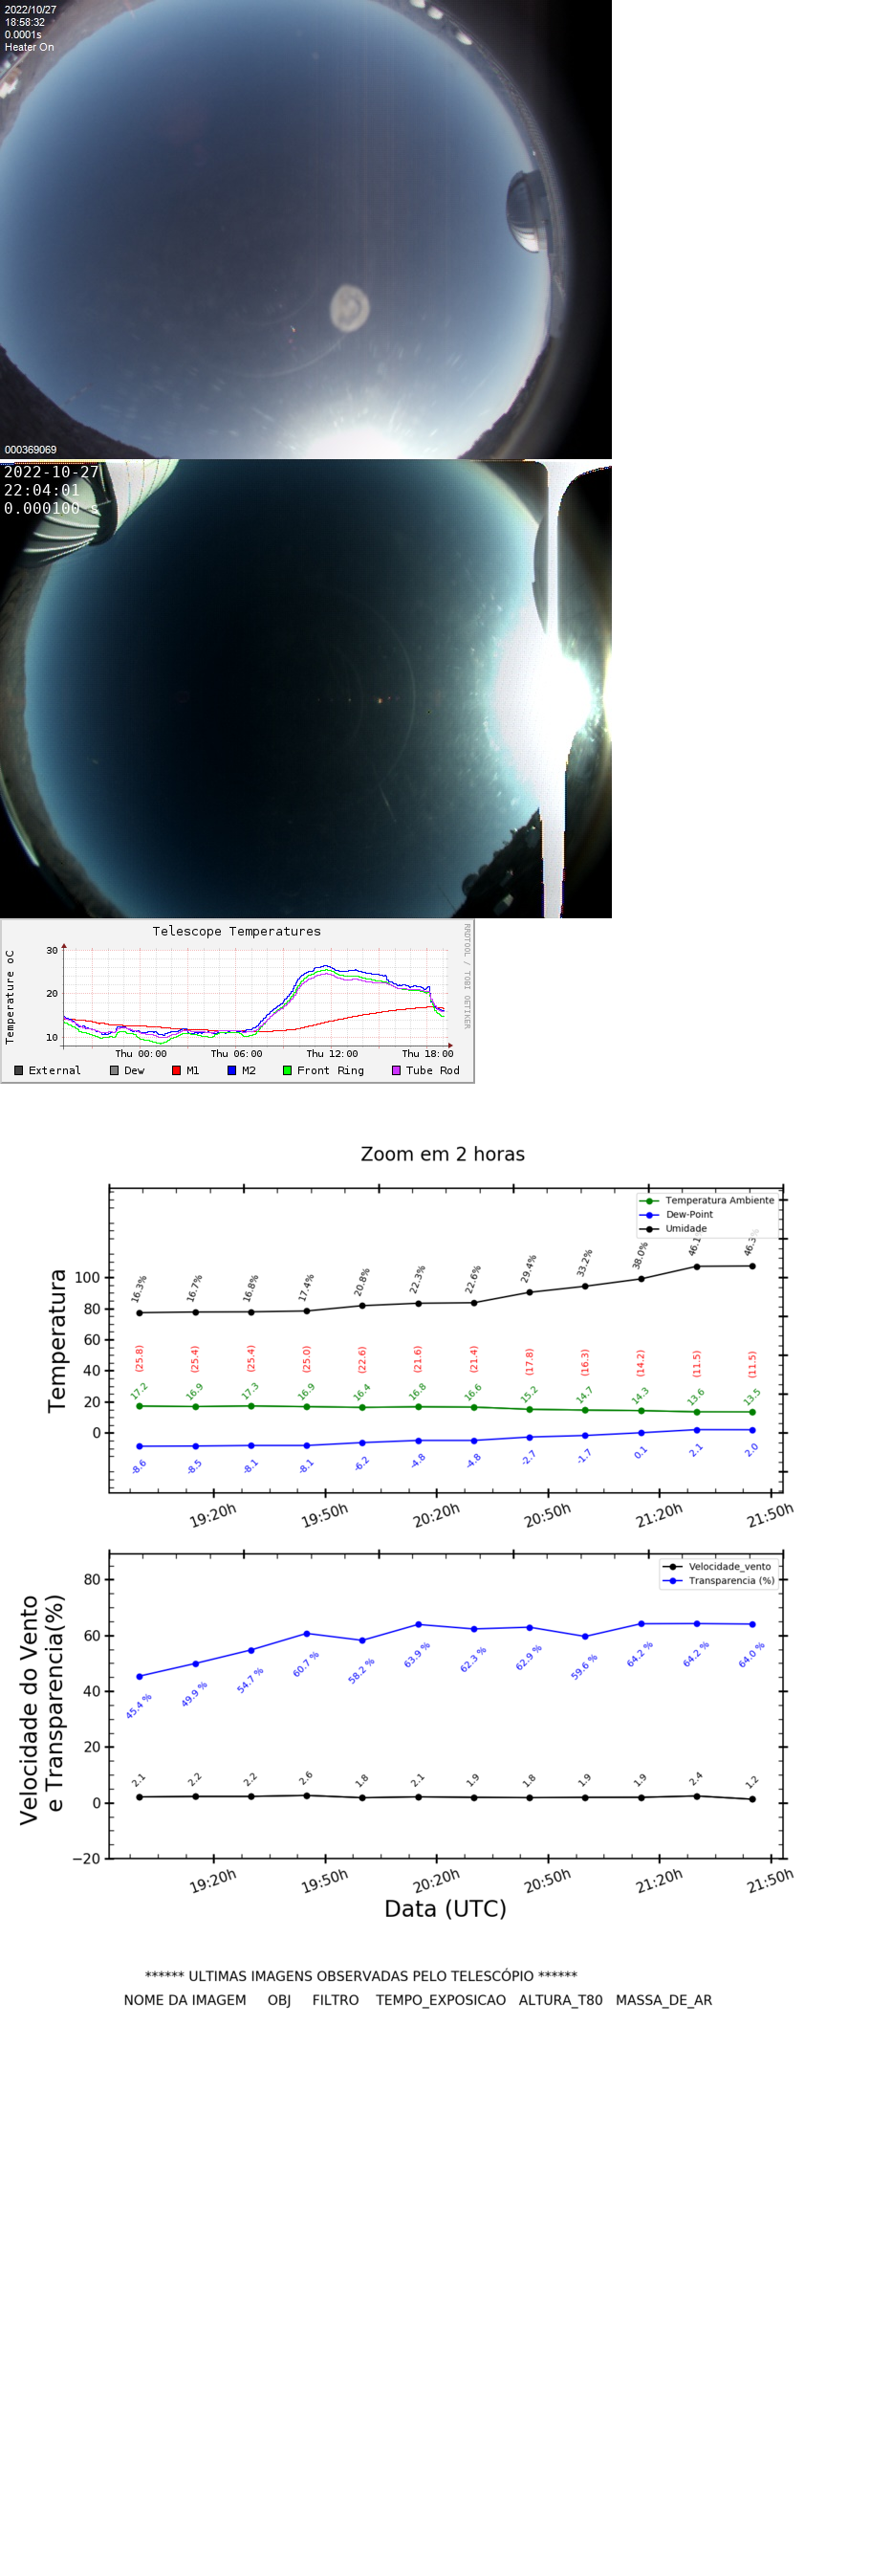 2022/10/27
18:58:32
0.0001s
Heater On
000369069
2022-10-27
22:04:01
0.000100 s
Telescope Temperatures
RRDTOOL / TOBI OETIKER
Temperature oC
30
20
10
Thu 00:00 Thu 06:00 Thu 12:00 Thu 18:00
External Dew M1 M2 Front Ring Tube Rod
Zoom em 2 horas
Temperatura Ambiente
Dew-Point
Umidade
Temperatura
100
80
60
40
20
0
16.3% 16.7% 16.8% 17.4% 20.8% 22.3% 22.6% 29.4% 33.2% 38.0% 46.1 46.3%
(25.8) (25.4) (25.4) (25.0) (22.6) (21.6) (21.4) (17.8) (16.3) (14.2) (11.5) (11.5)
17.2 16.9 17.3 16.9 16.4 16.8 16.6 15.2 14.7 14.3 13.6 13.5
-8.6 -8.5 -8.1 -8.1 -6.2 -4.8 -4.8 -2.7 -1.7 0.1 2.1 2.0
19:20h 19:50h 20:20h 20:50h 21:20h 21:50h
Velocidade_vento
Transparencia (%)
Velocidade do Vento
e Transparencia(%)
80
60
40
20
0
−20
45.4 % 49.9 % 54.7 % 60.7 % 58.2 % 63.9 % 62.3 % 62.9 % 59.6 % 64.2 % 64.2 % 64.0 %
2.1 2.2 2.2 2.6 1.8 2.1 1.9 1.8 1.9 1.9 2.4 1.2
19:20h 19:50h 20:20h 20:50h 21:20h 21:50h
Data (UTC)
****** ULTIMAS IMAGENS OBSERVADAS PELO TELESCÓPIO ******
NOME DA IMAGEM OBJ FILTRO TEMPO_EXPOSICAO ALTURA_T80 MASSA_DE_AR